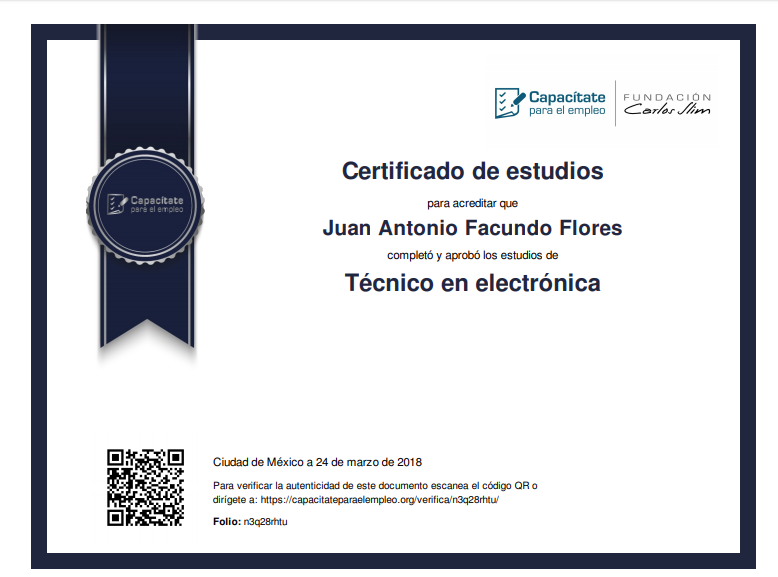 Capacítate
para el empleo
FUNDACIÓN
Carlos Slim
Certificado de estudios
para acreditar que
Juan Antonio Facundo Flores
completó y aprobó los estudios de
Técnico en electrónica
Capacítate
para el empleo
Ciudad de México a 24 de marzo de 2018
Para verificar la autenticidad de este documento escanea el código QR o
dirígete a: https://capacitateparaelempleo.org/verifica/n3q28rhtu/
Folio: n3q28rhtu